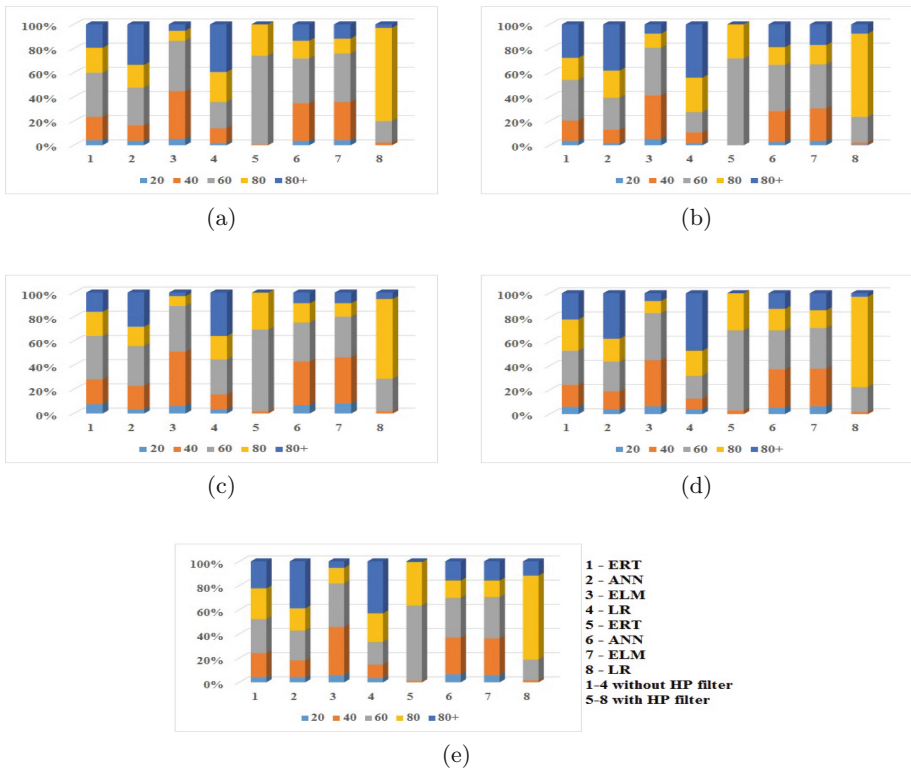 100%
80%
60%
40%
20%
0%
1 2 3 4 5 6 7 8
20 40 60 80 80+
(a)
100%
80%
60%
40%
20%
0%
1 2 3 4 5 6 7 8
20 40 60 80 80+
(b)
100%
80%
60%
40%
20%
0%
1 2 3 4 5 6 7 8
20 40 60 80 80+
(c)
100%
80%
60%
40%
20%
0%
1 2 3 4 5 6 7 8
20 40 60 80 80+
(d)
100%
80%
60%
40%
20%
0%
1 2 3 4 5 6 7 8
20 40 60 80 80+
1 – ERT
2 – ANN
3 – ELM
4 – LR
5 – ERT
6 – ANN
7 – ELM
8 – LR
1-4 without HP filter
5-8 with HP filter
(e)